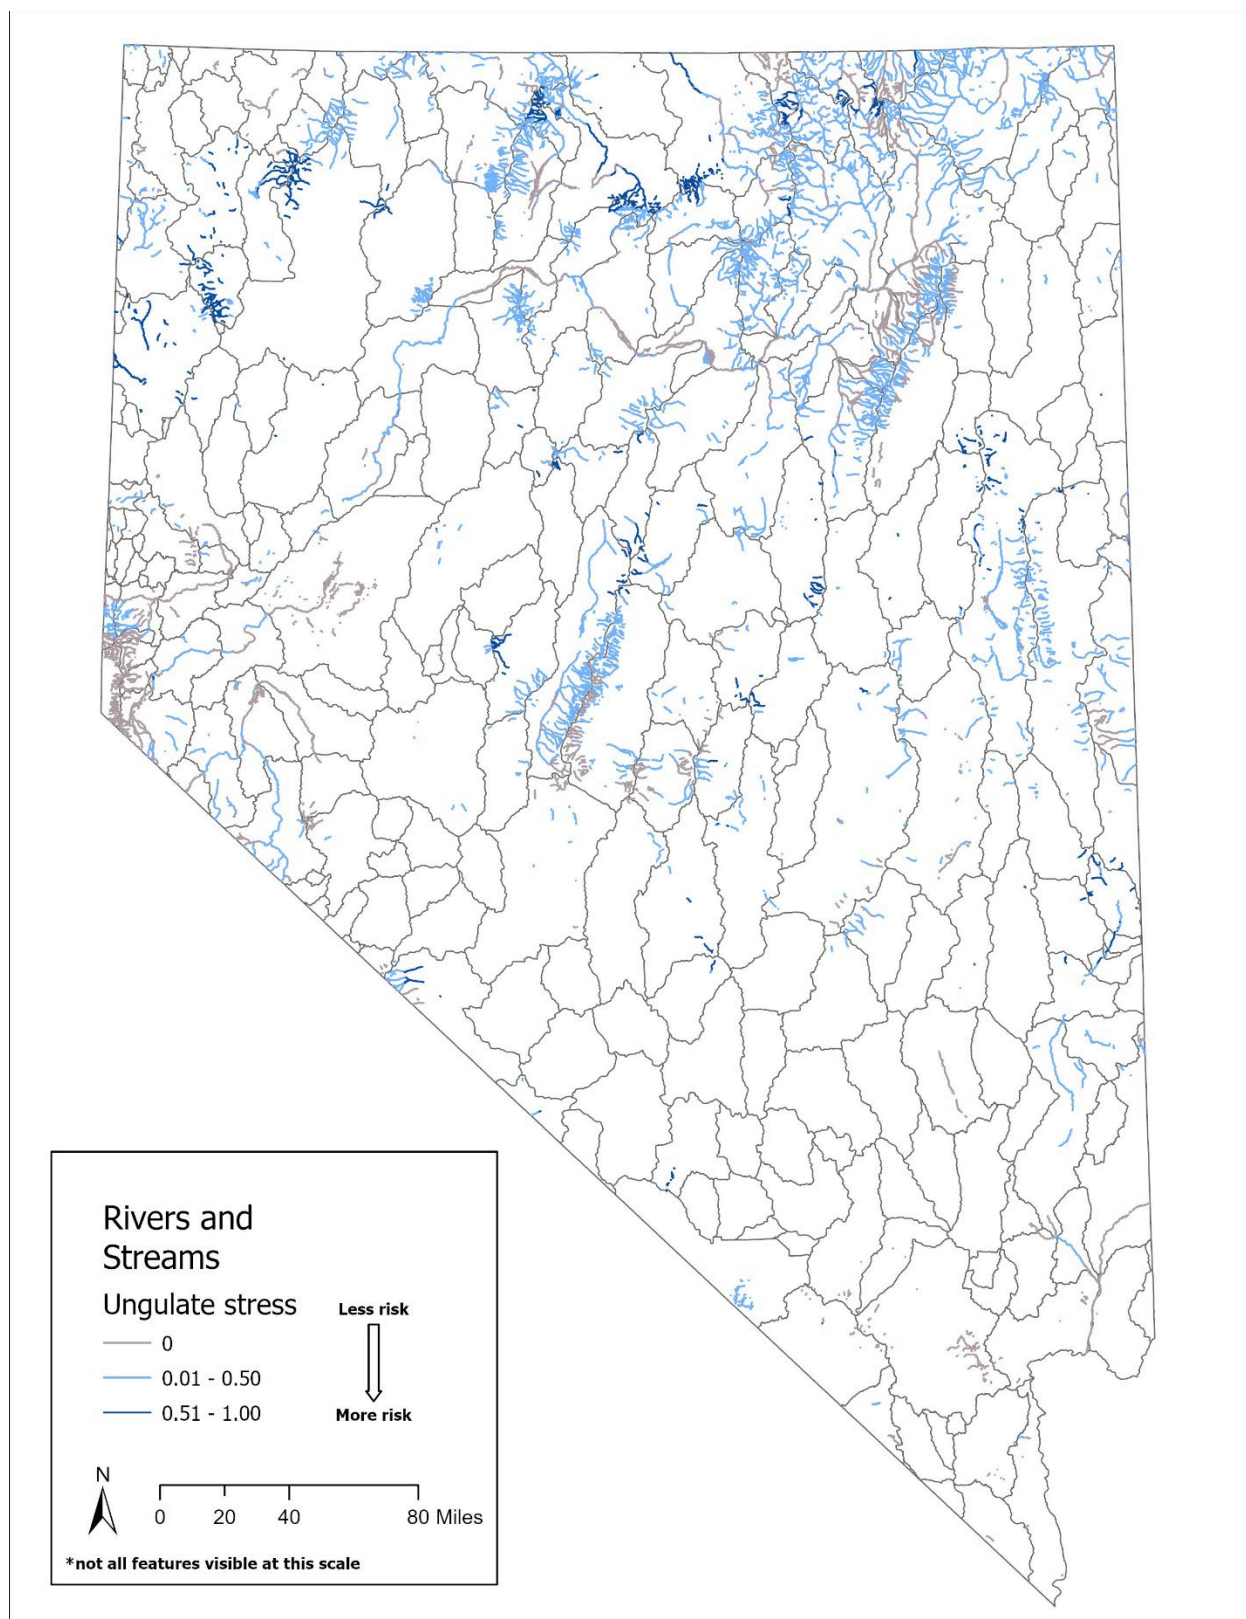 Rivers and
Streams
Ungulate stress
Less risk
0
0.01 - 0.50
0.51 - 1.00
More risk
N
0 20 40 80 Miles
*not all features visible at this scale